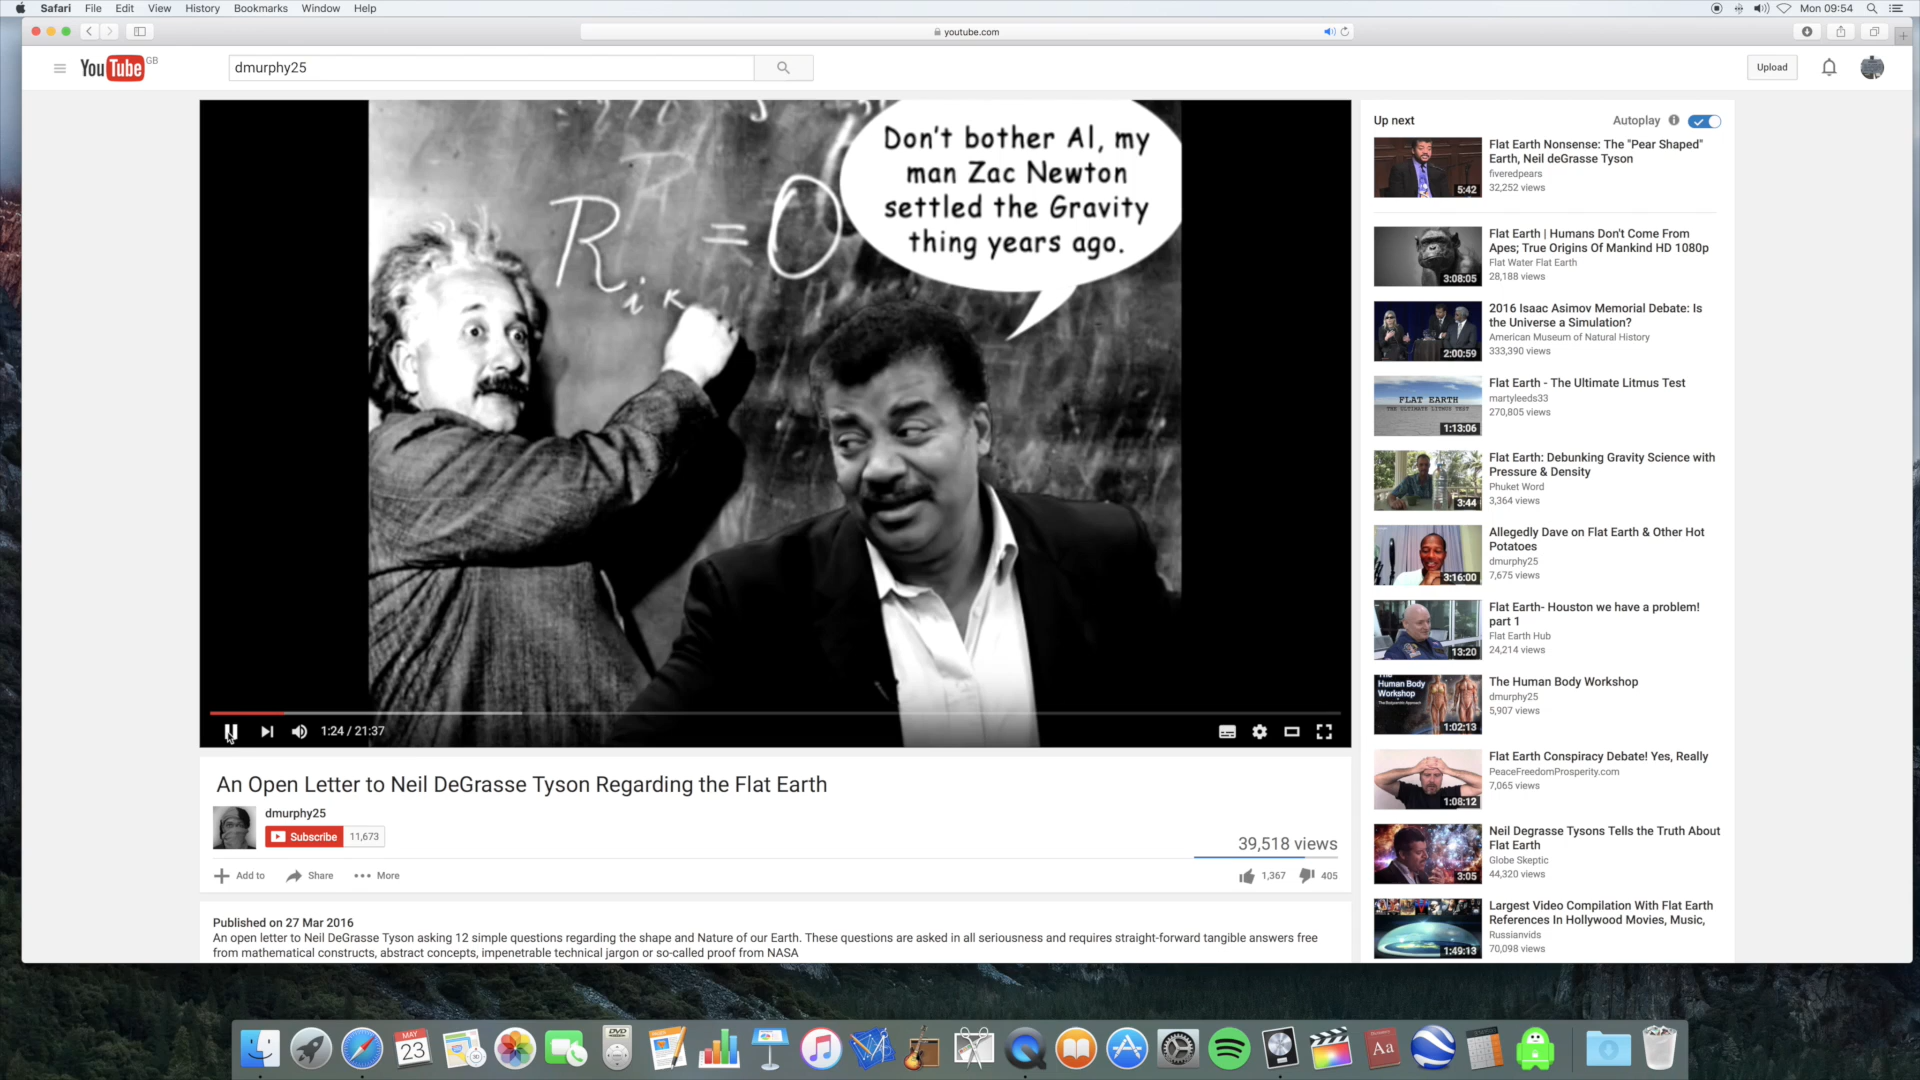 Safari File Edit View History Bookmarks Window Help
Mon 09:54
youtube.com
YouTube GB
dmurphy25
Upload
Don't bother Al, my
man Zac Newton
settled the Gravity
thing years ago.
R = 0
i κ
1:24 / 21:37
An Open Letter to Neil DeGrasse Tyson Regarding the Flat Earth
dmurphy25
Subscribe 11,673
39,518 views
Add to Share More
1,367 405
Published on 27 Mar 2016
An open letter to Neil DeGrasse Tyson asking 12 simple questions regarding the shape and Nature of our Earth. These questions are asked in all seriousness and requires straight-forward tangible answers free
from mathematical constructs, abstract concepts, impenetrable technical jargon or so-called proof from NASA
Up next
Autoplay
5:42
Flat Earth Nonsense: The "Pear Shaped"
Earth, Neil deGrasse Tyson
fiveredpears
32,252 views
3:08:05
Flat Earth | Humans Don't Come From
Apes; True Origins Of Mankind HD 1080p
Flat Water Flat Earth
28,188 views
2:00:59
2016 Isaac Asimov Memorial Debate: Is
the Universe a Simulation?
American Museum of Natural History
333,390 views
FLAT EARTH
THE ULTIMATE LITMUS TEST
1:13:06
Flat Earth - The Ultimate Litmus Test
martyleeds33
270,805 views
3:44
Flat Earth: Debunking Gravity Science with
Pressure & Density
Phuket Word
3,364 views
3:16:00
Allegedly Dave on Flat Earth & Other Hot
Potatoes
dmurphy25
7,675 views
13:20
Flat Earth- Houston we have a problem!
part 1
Flat Earth Hub
24,214 views
Human Body
Workshop
1:02:13
The Human Body Workshop
dmurphy25
5,907 views
1:08:12
Flat Earth Conspiracy Debate! Yes, Really
PeaceFreedomProsperity.com
7,065 views
3:05
Neil Degrasse Tysons Tells the Truth About
Flat Earth
Globe Skeptic
44,320 views
1:49:13
Largest Video Compilation With Flat Earth
References In Hollywood Movies, Music,
Russianvids
70,098 views
MAY
23
DVD
Aa